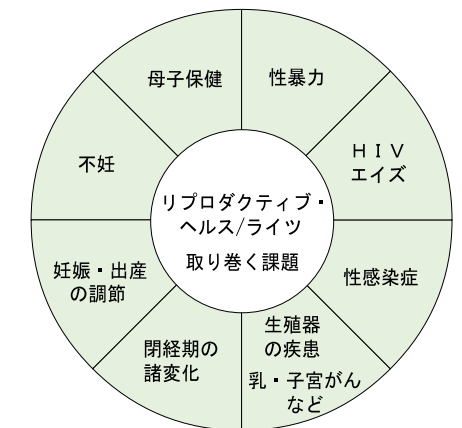 リプロダクティブ・
ヘルス/ライツ
取り巻く課題
性暴力
ＨＩＶ
エイズ
性感染症
生殖器
の疾患
乳・子宮がん
など
閉経期の
諸変化
妊娠・出産
の調節
不妊
母子保健